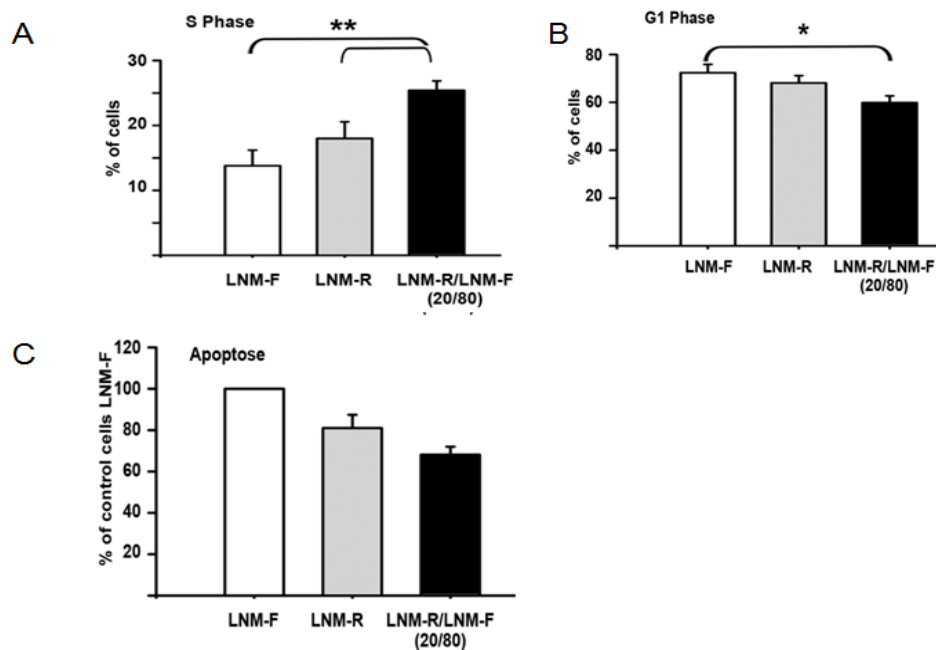 A
S Phase
**
% of cells
30
20
10
LNM-F
LNM-R
LNM-R/LNM-F
(20/80)
B
G1 Phase
*
% of cells
80
60
40
20
LNM-F
LNM-R
LNM-R/LNM-F
(20/80)
C
Apoptose
% of control cells LNM-F
120
100
80
60
40
20
LNM-F
LNM-R
LNM-R/LNM-F
(20/80)